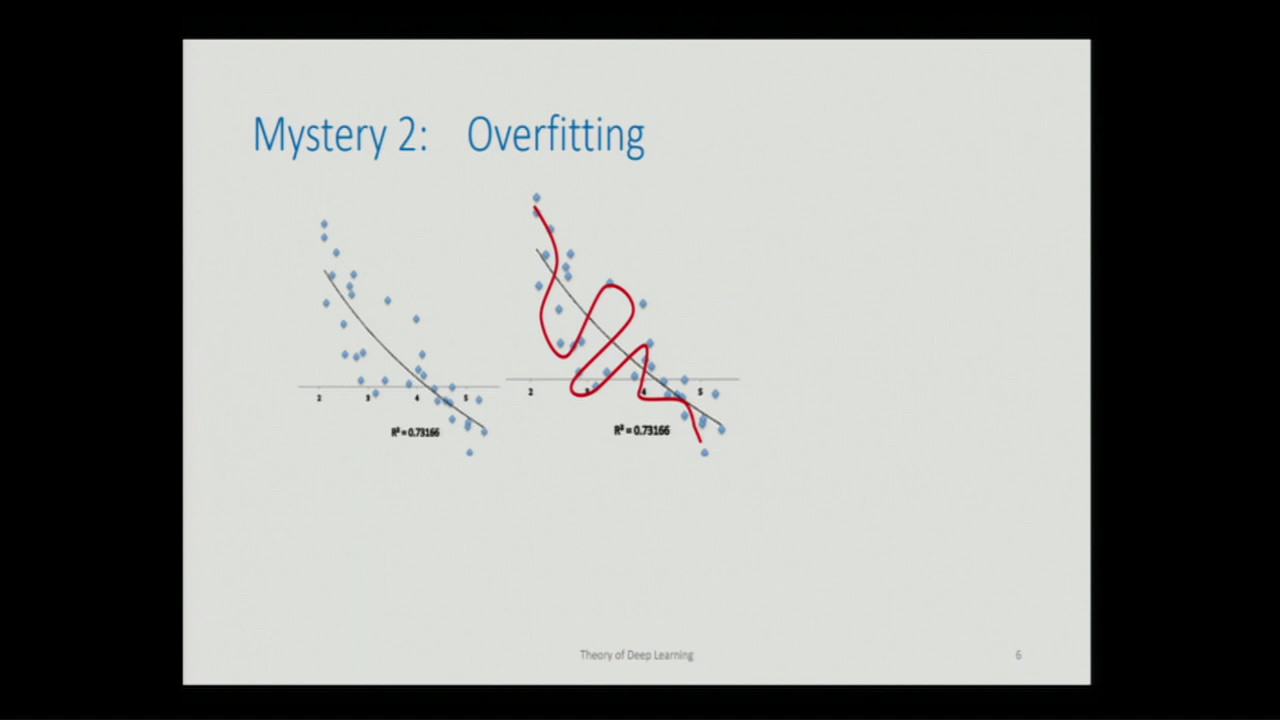 Mystery 2: Overfitting
2 3 4 5
R² = 0.73166
2 3 4 5
R² = 0.73166
Theory of Deep Learning
6